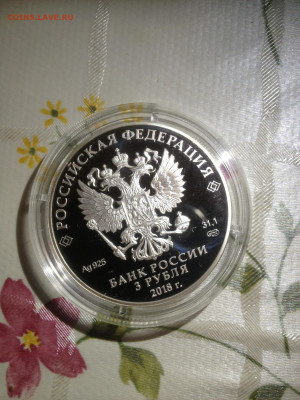 РОССИЙСКАЯ ФЕДЕРАЦИЯ
Ag 925
31,1
БАНК РОССИИ
3 РУБЛЯ
2018 г.